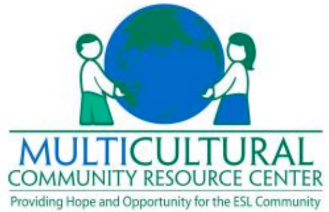 MULTICULTURAL
COMMUNITY RESOURCE CENTER
Providing Hope and Opportunity for the ESL Community